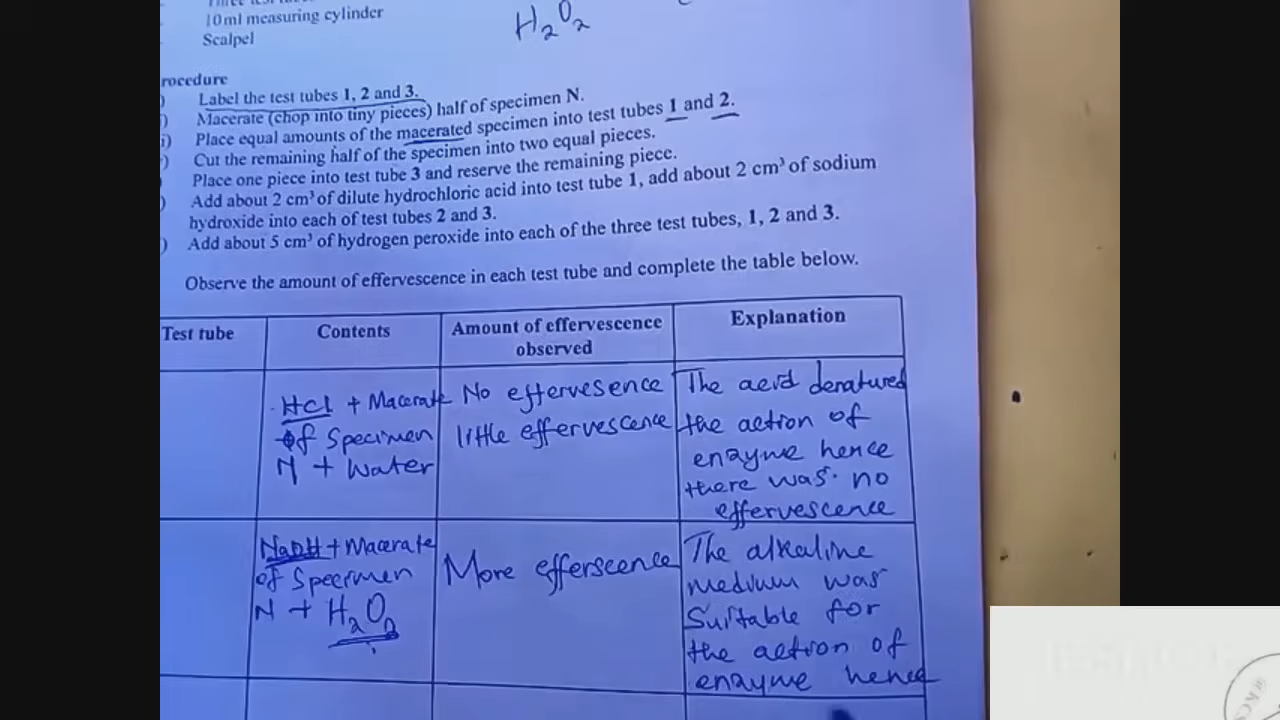 10ml measuring cylinder
Scalpel
H2O2
rocedure
) Label the test tubes 1, 2 and 3.
) Macerate (chop into tiny pieces) half of specimen N.
i) Place equal amounts of the macerated specimen into test tubes 1 and 2.
) Cut the remaining half of the specimen into two equal pieces.
Place one piece into test tube 3 and reserve the remaining piece.
) Add about 2 cm³ of dilute hydrochloric acid into test tube 1, add about 2 cm³ of sodium
hydroxide into each of test tubes 2 and 3.
) Add about 5 cm³ of hydrogen peroxide into each of the three test tubes, 1, 2 and 3.
Observe the amount of effervescence in each test tube and complete the table below.
Test tube
Contents
Amount of effervescence
observed
Explanation
HCl + Macerate
of Specimen
N + Water
No effervesence
little effervescence
The acid denatured
the action of
enzyme hence
there was no
effervescence
NaOH + Macerate
of Specimen
N + H2O2
More efferscence
The alkaline
medium was
Suitable for
the action of
enzyme hence